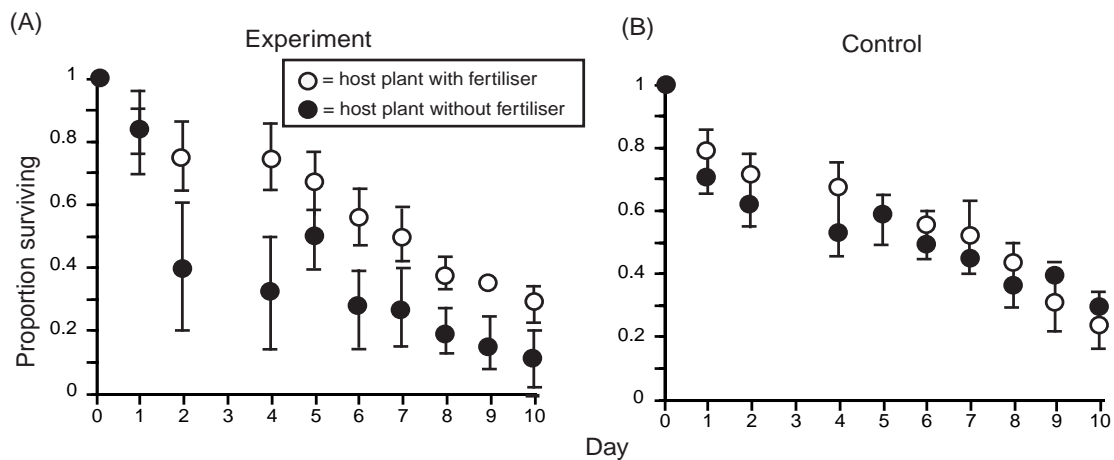 (A)
Experiment
= host plant with fertiliser
= host plant without fertiliser
Proportion surviving
1
0.8
0.6
0.4
0.2
0
0 1 2 3 4 5 6 7 8 9 10
(B)
Control
1
0.8
0.6
0.4
0.2
0
0 1 2 3 4 5 6 7 8 9 10
Day